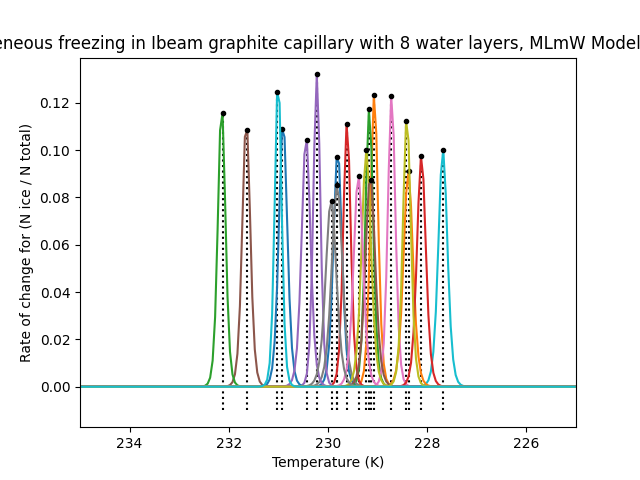 eneous freezing in Ibeam graphite capillary with 8 water layers, MLmW Model
Rate of change for (N ice / N total)
0.12
0.10
0.08
0.06
0.04
0.02
0.00
234 232 230 228 226
Temperature (K)